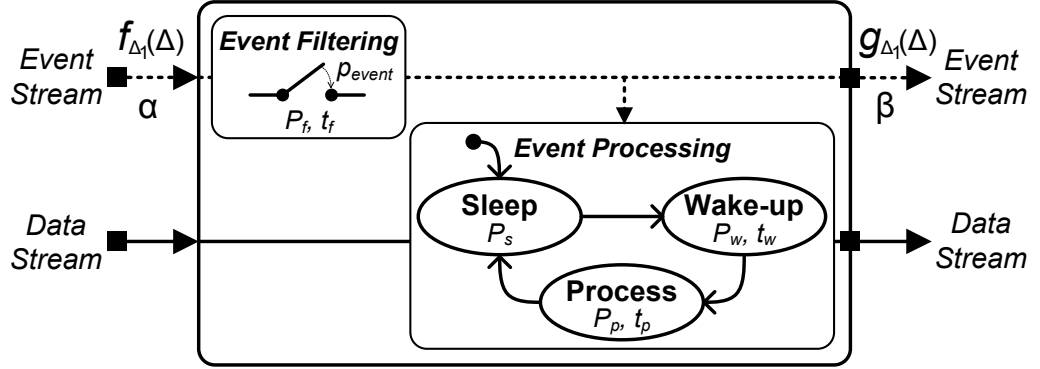 f_Δ₁(Δ)
Event
Stream
α
Event Filtering
p_event
P_f, t_f
g_Δ₁(Δ)
Event
Stream
β
Event Processing
Sleep
P_s
Wake-up
P_w, t_w
Process
P_p, t_p
Data
Stream
Data
Stream